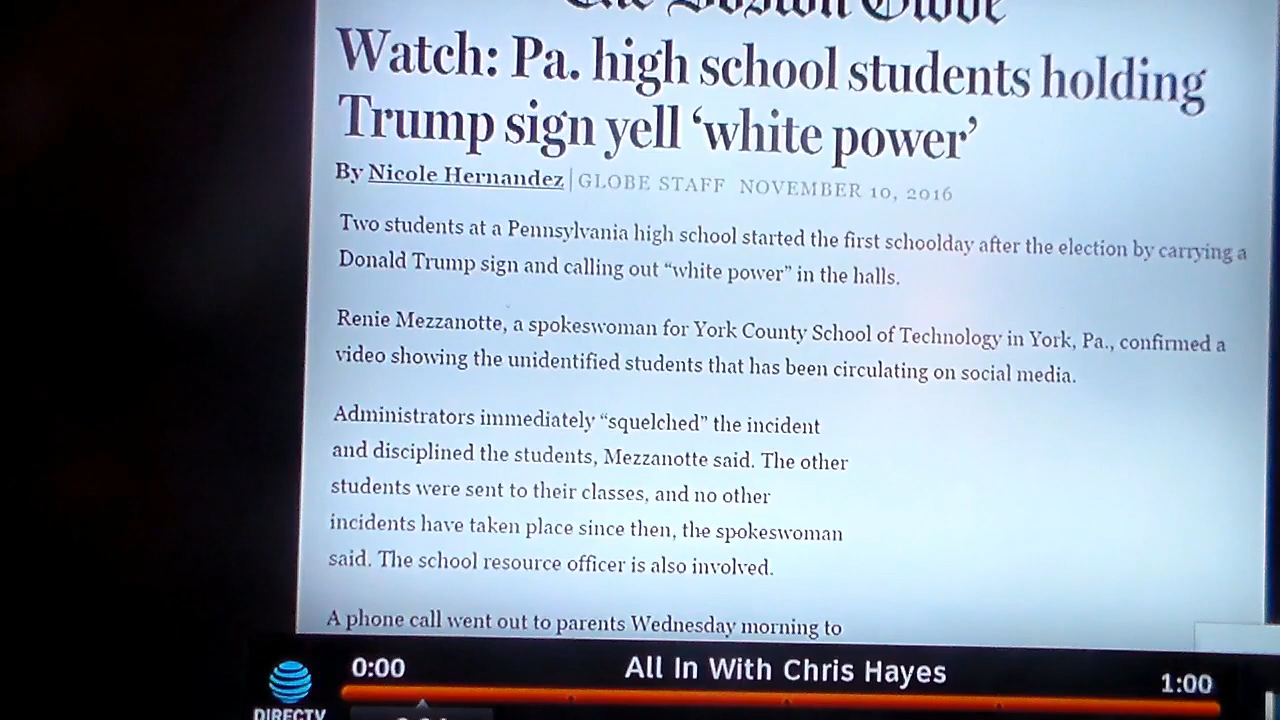 The Boston Globe
Watch: Pa. high school students holding
Trump sign yell ‘white power’
By Nicole Hernandez | GLOBE STAFF NOVEMBER 10, 2016
Two students at a Pennsylvania high school started the first schoolday after the election by carrying a
Donald Trump sign and calling out “white power” in the halls.
Renie Mezzanotte, a spokeswoman for York County School of Technology in York, Pa., confirmed a
video showing the unidentified students that has been circulating on social media.
Administrators immediately “squelched” the incident
and disciplined the students, Mezzanotte said. The other
students were sent to their classes, and no other
incidents have taken place since then, the spokeswoman
said. The school resource officer is also involved.
A phone call went out to parents Wednesday morning to
0:00 All In With Chris Hayes 1:00
DIRECTV